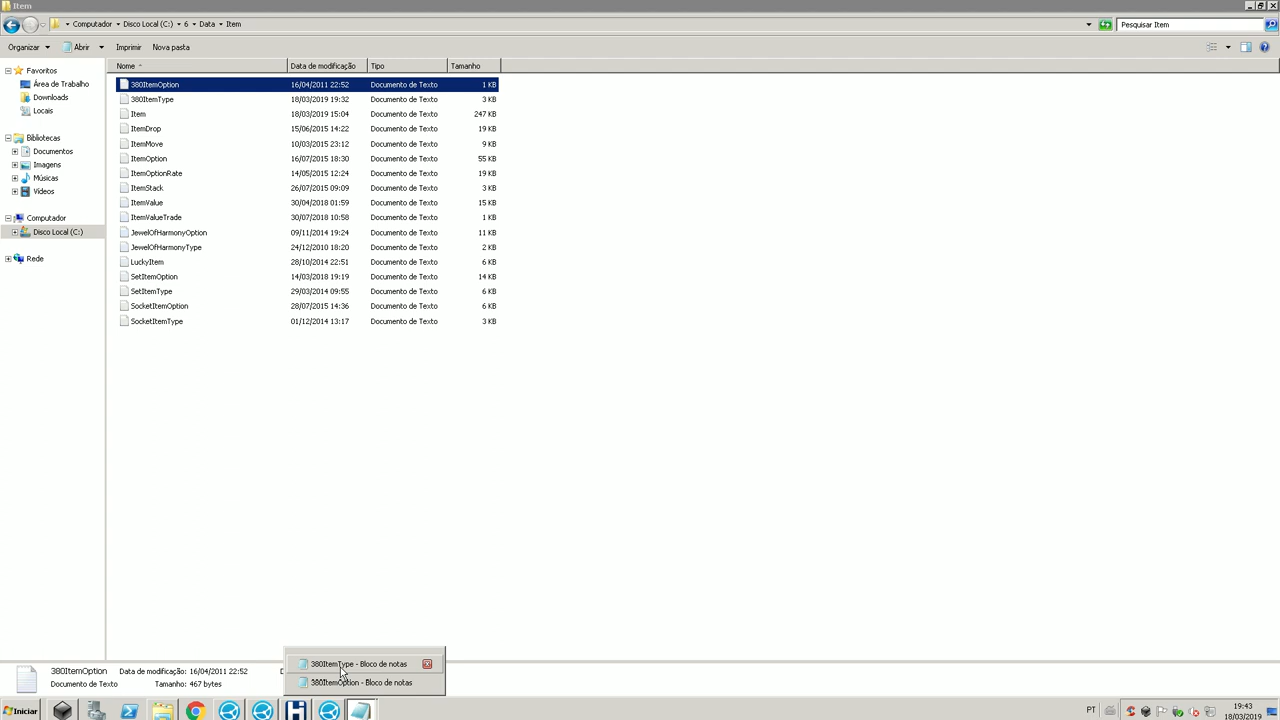 Item
Computador ▸ Disco Local (C:) ▸ 6 ▸ Data ▸ Item
Pesquisar Item
Organizar
Abrir
Imprimir
Nova pasta
Favoritos
Área de Trabalho
Downloads
Locais
Bibliotecas
Documentos
Imagens
Músicas
Vídeos
Computador
Disco Local (C:)
Rede
Nome Data de modificação Tipo Tamanho
380ItemOption 16/04/2011 22:52 Documento de Texto 1 KB
380ItemType 18/03/2019 19:32 Documento de Texto 3 KB
Item 18/03/2019 15:04 Documento de Texto 247 KB
ItemDrop 15/06/2015 14:22 Documento de Texto 19 KB
ItemMove 10/03/2015 23:12 Documento de Texto 9 KB
ItemOption 16/07/2015 18:30 Documento de Texto 55 KB
ItemOptionRate 14/05/2015 12:24 Documento de Texto 19 KB
ItemStack 26/07/2015 09:09 Documento de Texto 3 KB
ItemValue 30/04/2018 01:59 Documento de Texto 15 KB
ItemValueTrade 30/07/2018 10:58 Documento de Texto 1 KB
JewelOfHarmonyOption 09/11/2014 19:24 Documento de Texto 11 KB
JewelOfHarmonyType 24/12/2010 18:20 Documento de Texto 2 KB
LuckyItem 28/10/2014 22:51 Documento de Texto 6 KB
SetItemOption 14/03/2018 19:19 Documento de Texto 14 KB
SetItemType 29/03/2014 09:55 Documento de Texto 6 KB
SocketItemOption 28/07/2015 14:36 Documento de Texto 6 KB
SocketItemType 01/12/2014 13:17 Documento de Texto 3 KB
380ItemOption Data de modificação: 16/04/2011 22:52 D
Documento de Texto Tamanho: 467 bytes
380ItemType - Bloco de notas
380ItemOption - Bloco de notas
Iniciar
PT
19:43
18/03/2019